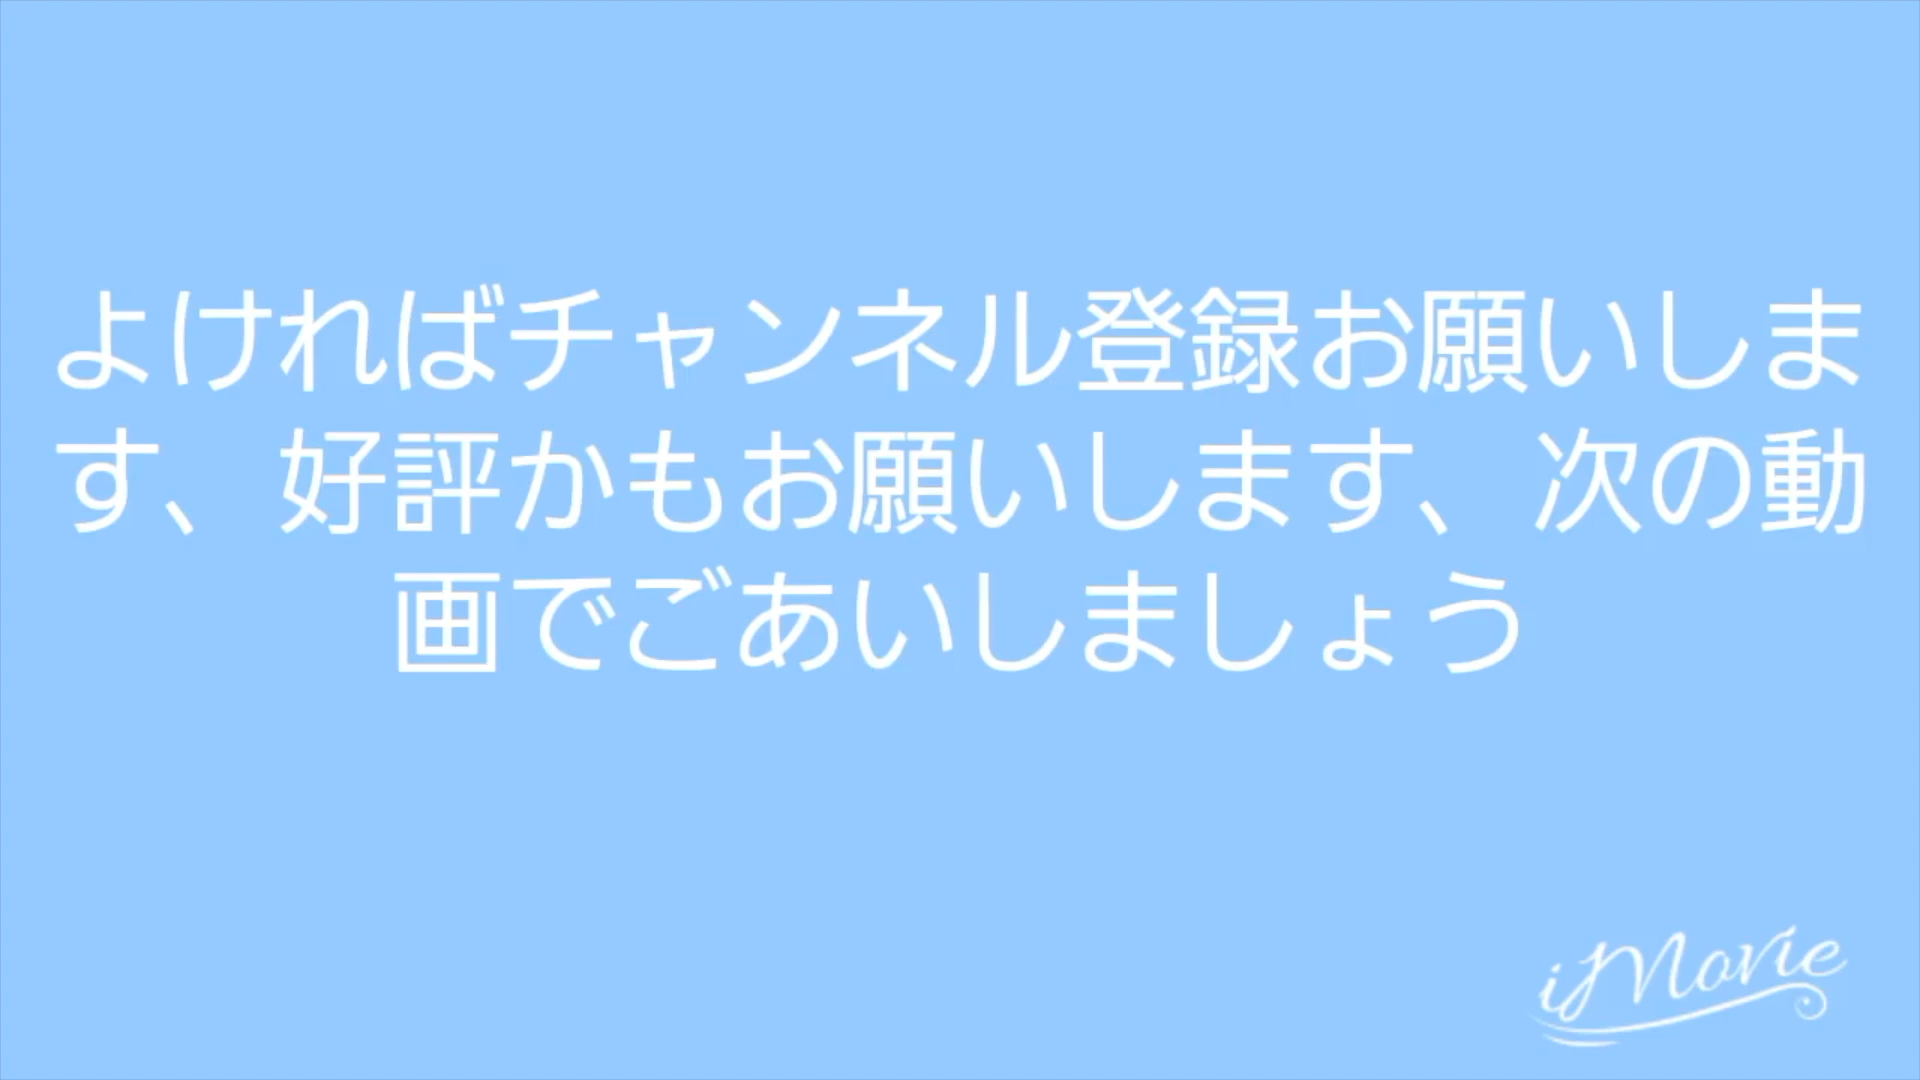 よければチャンネル登録お願いしま
す、好評かもお願いします、次の動
画でごあいしましょう
iMovie